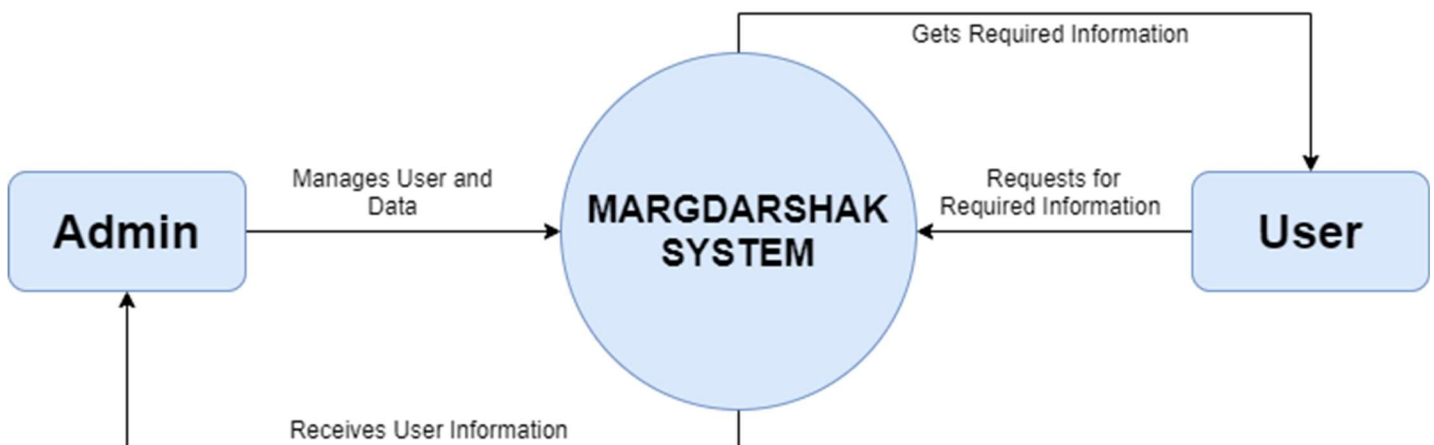 Gets Required Information
Manages User and
Data
Requests for
Required Information
Admin
MARGDARSHAK
SYSTEM
User
Receives User Information